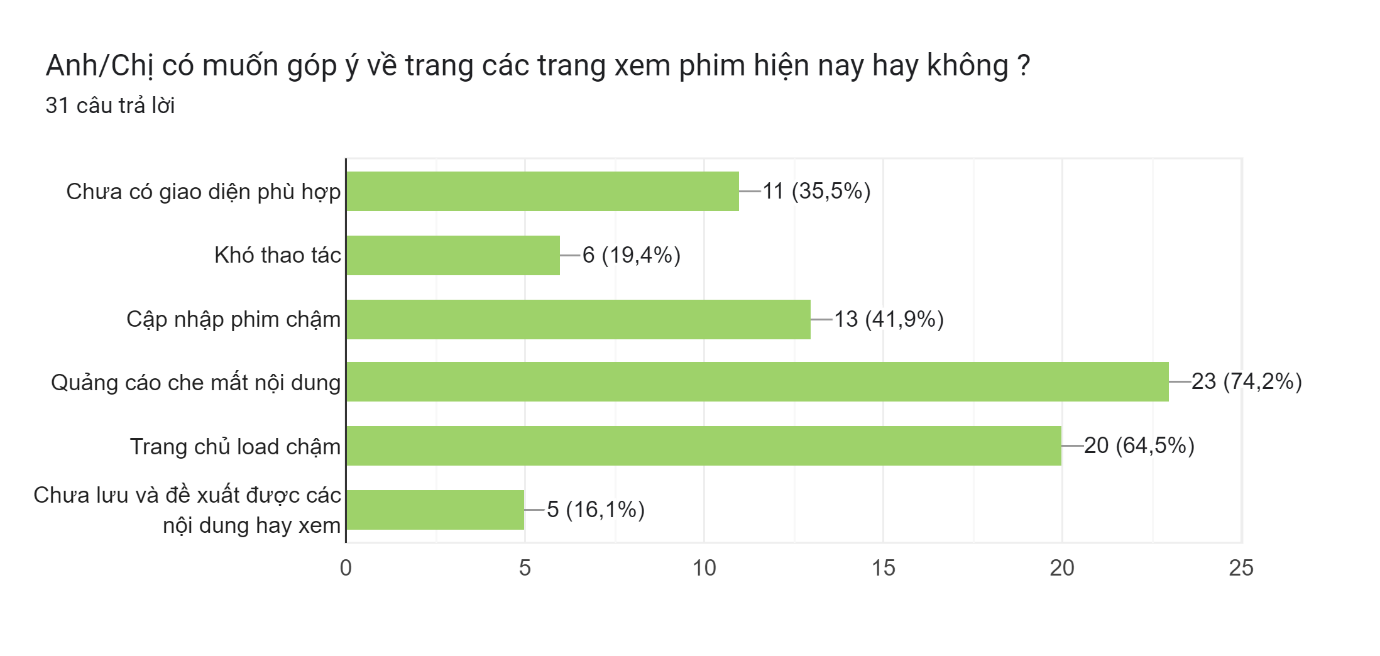 Anh/Chị có muốn góp ý về trang các trang xem phim hiện nay hay không ?
31 câu trả lời
Chưa có giao diện phù hợp
11 (35,5%)
Khó thao tác
6 (19,4%)
Cập nhập phim chậm
13 (41,9%)
Quảng cáo che mất nội dung
23 (74,2%)
Trang chủ load chậm
20 (64,5%)
Chưa lưu và đề xuất được các
nội dung hay xem
5 (16,1%)
0 5 10 15 20 25